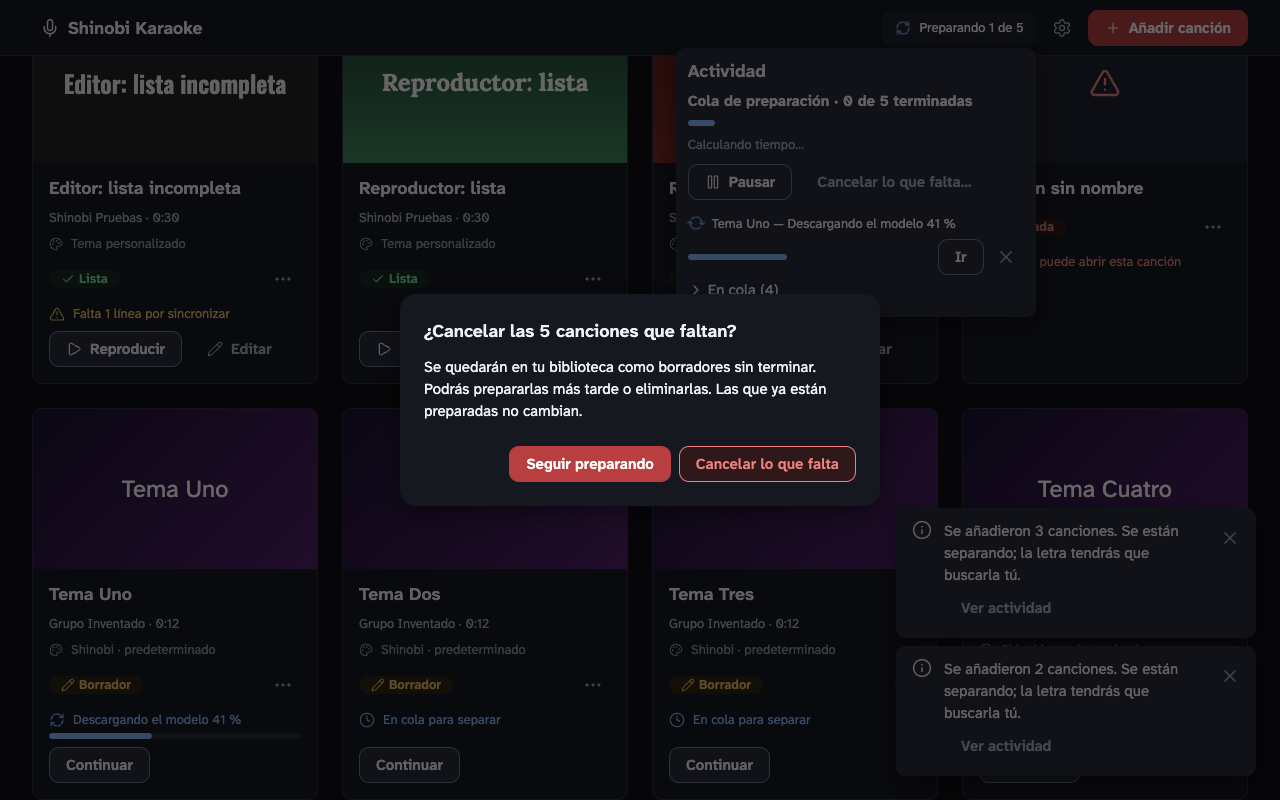 Shinobi Karaoke
Preparando 1 de 5
Añadir canción
Editor: lista incompleta
Reproductor: lista
Editor: lista incompleta
Shinobi Pruebas · 0:30
Tema personalizado
Lista
Falta 1 línea por sincronizar
Reproducir
Editar
Reproductor: lista
Shinobi Pruebas · 0:30
Tema personalizado
Lista
Actividad
Cola de preparación · 0 de 5 terminadas
Calculando tiempo…
Pausar
Cancelar lo que falta…
Tema Uno — Descargando el modelo 41 %
Ir
En cola (4)
sin nombre
puede abrir esta canción
¿Cancelar las 5 canciones que faltan?
Se quedarán en tu biblioteca como borradores sin terminar.
Podrás prepararlas más tarde o eliminarlas. Las que ya están
preparadas no cambian.
Seguir preparando
Cancelar lo que falta
Tema Uno
Tema Cuatro
Tema Uno
Grupo Inventado · 0:12
Shinobi · predeterminado
Borrador
Descargando el modelo 41 %
Continuar
Tema Dos
Grupo Inventado · 0:12
Shinobi · predeterminado
Borrador
En cola para separar
Continuar
Tema Tres
Grupo Inventado · 0:12
Shinobi · predeterminado
Borrador
En cola para separar
Continuar
Se añadieron 3 canciones. Se están
separando; la letra tendrás que
buscarla tú.
Ver actividad
Se añadieron 2 canciones. Se están
separando; la letra tendrás que
buscarla tú.
Ver actividad